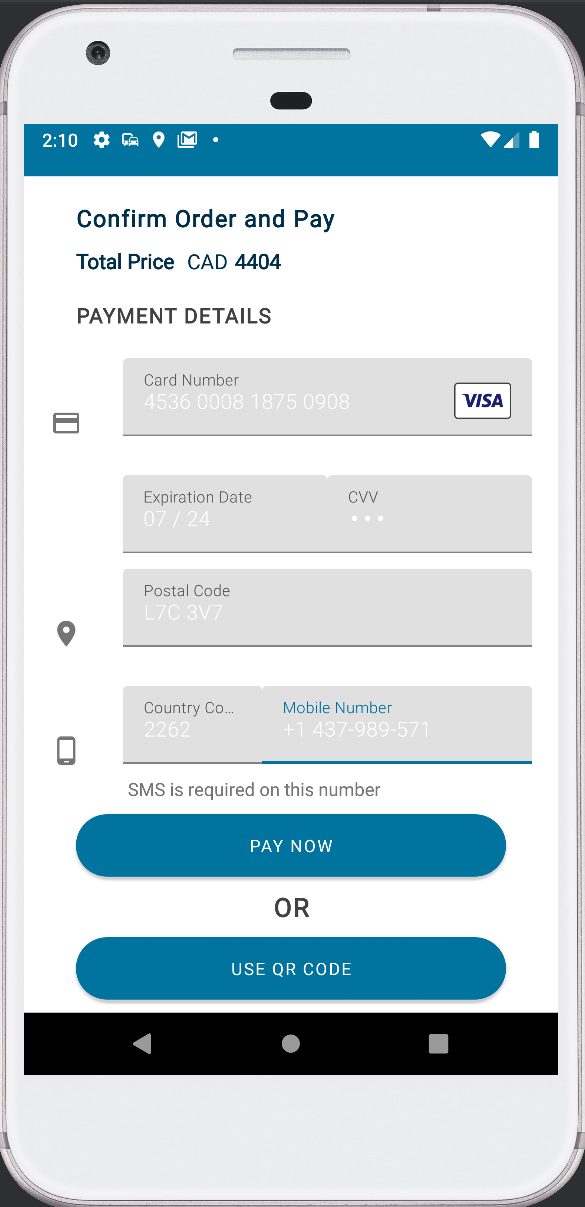 2:10
Confirm Order and Pay
Total Price CAD 4404
PAYMENT DETAILS
Card Number
4536 0008 1875 0908
VISA
Expiration Date CVV
07 / 24 •••
Postal Code
L7C 3V7
Country Co... Mobile Number
2262 +1 437-989-571
SMS is required on this number
PAY NOW
OR
USE QR CODE